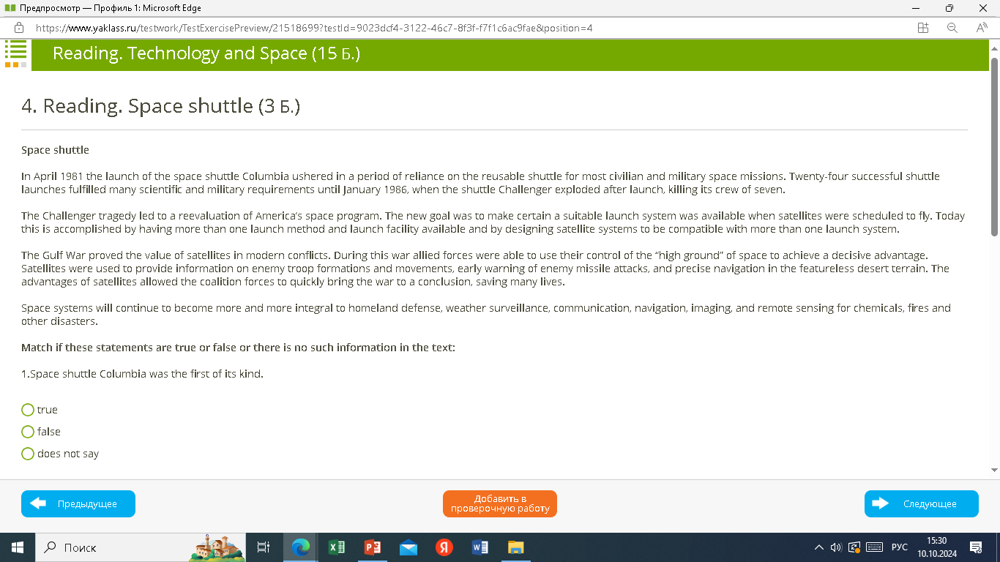 Предпросмотр — Профиль 1: Microsoft Edge
https://www.yaklass.ru/testwork/TestExercisePreview/21518699?testId=9023dcf4-3122-46c7-8f3f-f7f1c6ac9fae&position=4
Reading. Technology and Space (15 Б.)
4. Reading. Space shuttle (3 Б.)
Space shuttle
In April 1981 the launch of the space shuttle Columbia ushered in a period of reliance on the reusable shuttle for most civilian and military space missions. Twenty-four successful shuttle
launches fulfilled many scientific and military requirements until January 1986, when the shuttle Challenger exploded after launch, killing its crew of seven.
The Challenger tragedy led to a reevaluation of America's space program. The new goal was to make certain a suitable launch system was available when satellites were scheduled to fly. Today
this is accomplished by having more than one launch method and launch facility available and by designing satellite systems to be compatible with more than one launch system.
The Gulf War proved the value of satellites in modern conflicts. During this war allied forces were able to use their control of the “high ground” of space to achieve a decisive advantage.
Satellites were used to provide information on enemy troop formations and movements, early warning of enemy missile attacks, and precise navigation in the featureless desert terrain. The
advantages of satellites allowed the coalition forces to quickly bring the war to a conclusion, saving many lives.
Space systems will continue to become more and more integral to homeland defense, weather surveillance, communication, navigation, imaging, and remote sensing for chemicals, fires and
other disasters.
Match if these statements are true or false or there is no such information in the text:
1.Space shuttle Columbia was the first of its kind.
true
false
does not say
Предыдущее
Добавить в
проверочную работу
Следующее
Поиск
РУС
15:30
10.10.2024